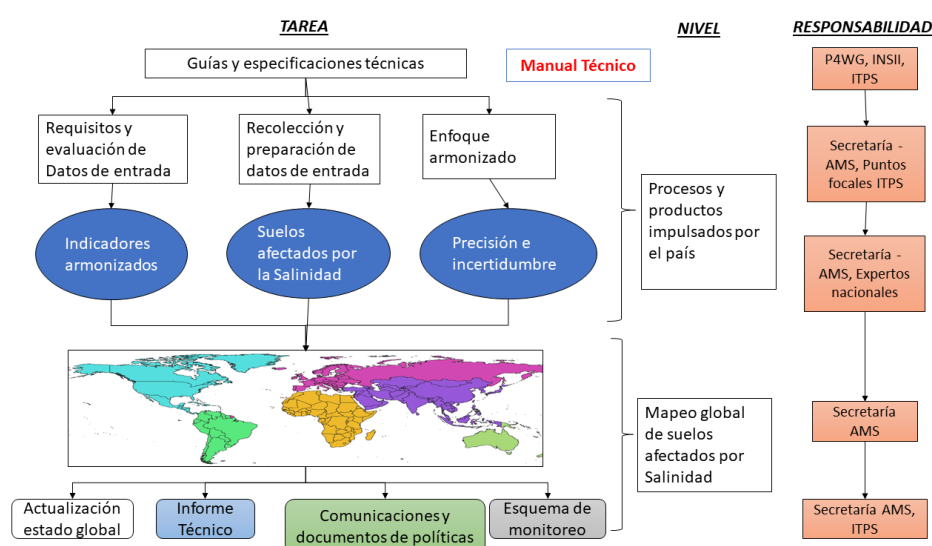 TAREA
NIVEL
RESPONSABILIDAD
Guías y especificaciones técnicas
Manual Técnico
P4WG, INSII,
ITPS
Requisitos y
evaluación de
Datos de entrada
Recolección y
preparación de
datos de entrada
Enfoque
armonizado
Secretaría -
AMS, Puntos
focales ITPS
Indicadores
armonizados
Suelos
afectados por
la Salinidad
Precisión e
incertidumbre
Procesos y
productos
impulsados por
el país
Secretaría -
AMS, Expertos
nacionales
Mapeo global
de suelos
afectados por
Salinidad
Secretaría
AMS
Actualización
estado global
Informe
Técnico
Comunicaciones y
documentos de políticas
Esquema de
monitoreo
Secretaría AMS,
ITPS